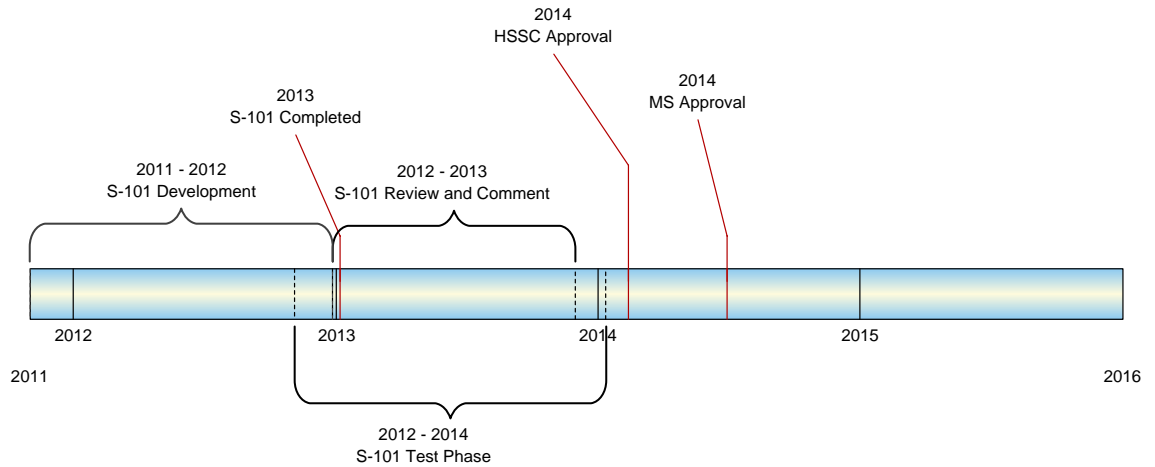 2014
HSSC Approval
2014
MS Approval
2013
S-101 Completed
2011 - 2012
S-101 Development
2012 - 2013
S-101 Review and Comment
2012
2013
2014
2015
2011
2016
2012 - 2014
S-101 Test Phase